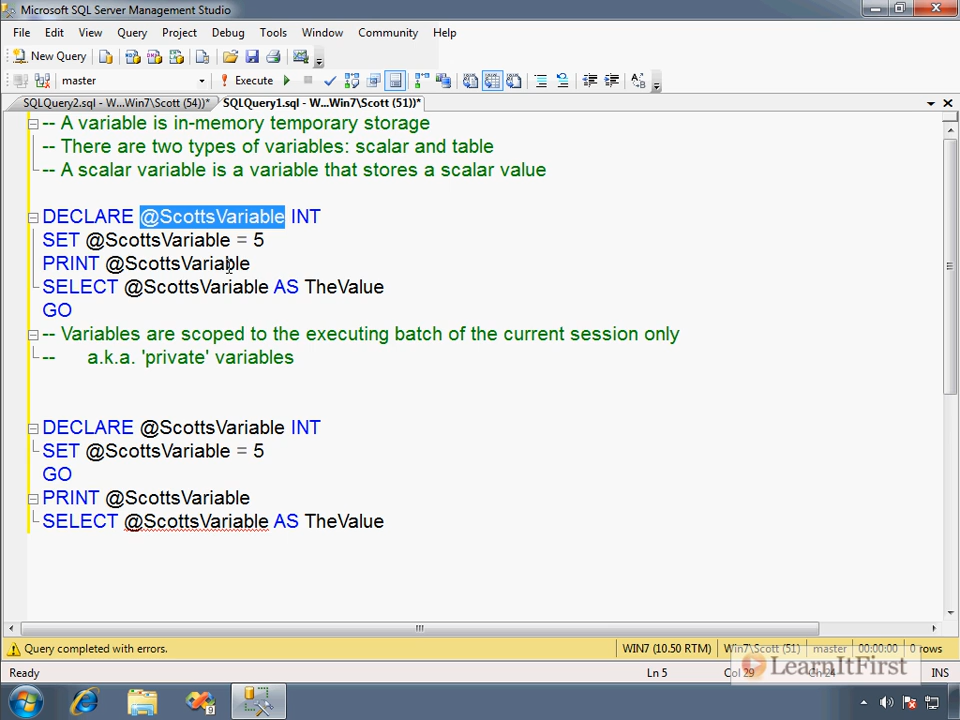 Microsoft SQL Server Management Studio
File Edit View Query Project Debug Tools Window Community Help
New Query
master Execute
SQLQuery2.sql - W...Win7\Scott (54))* SQLQuery1.sql - W...Win7\Scott (51))*
-- A variable is in-memory temporary storage
-- There are two types of variables: scalar and table
-- A scalar variable is a variable that stores a scalar value
DECLARE @ScottsVariable INT
SET @ScottsVariable = 5
PRINT @ScottsVariable
SELECT @ScottsVariable AS TheValue
GO
-- Variables are scoped to the executing batch of the current session only
-- a.k.a. 'private' variables
DECLARE @ScottsVariable INT
SET @ScottsVariable = 5
GO
PRINT @ScottsVariable
SELECT @ScottsVariable AS TheValue
Query completed with errors. WIN7 (10.50 RTM) Win7\Scott (51) master 00:00:00 0 rows
Ready Ln 5 Col 29 Ch 24 INS
LearnItFirst